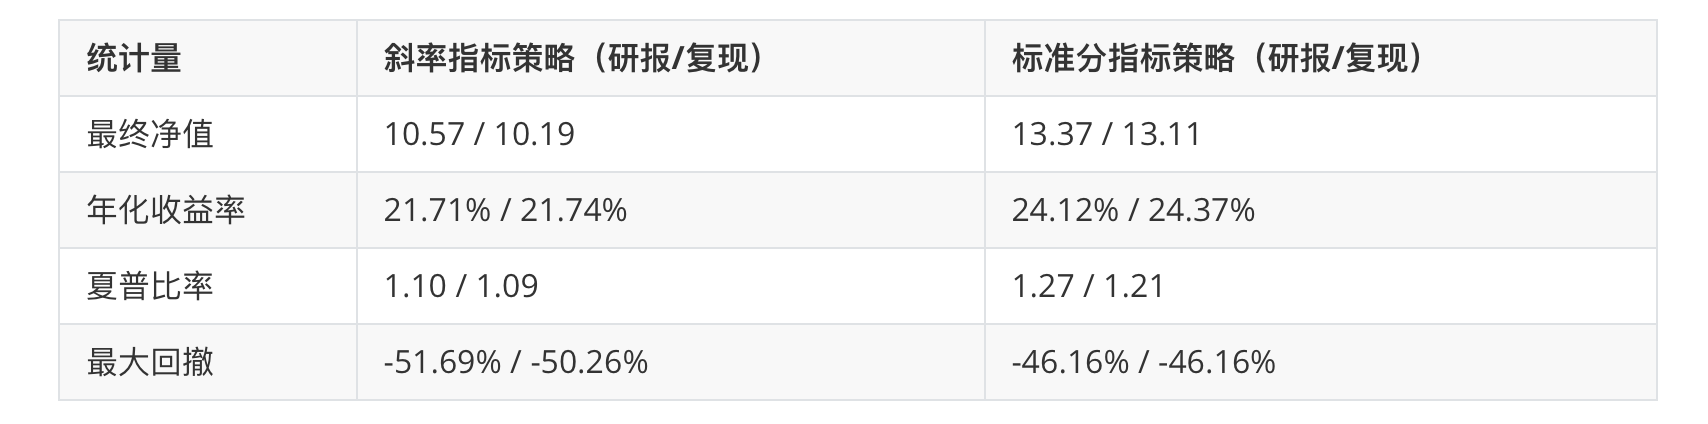 统计量 斜率指标策略（研报/复现） 标准分指标策略（研报/复现）
最终净值 10.57 / 10.19 13.37 / 13.11
年化收益率 21.71% / 21.74% 24.12% / 24.37%
夏普比率 1.10 / 1.09 1.27 / 1.21
最大回撤 -51.69% / -50.26% -46.16% / -46.16%